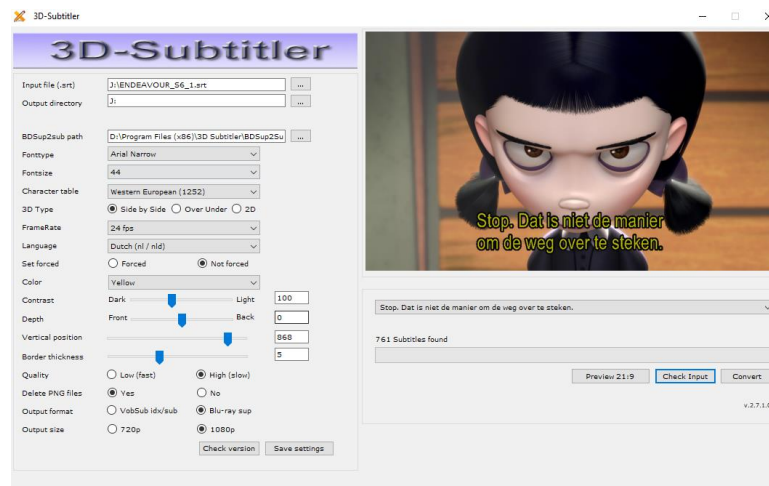 3D-Subtitler
3D-Subtitler
Input file (.srt) J:\ENDEAVOUR_S6_1.srt ...
Output directory J: ...
BDSup2sub path D:\Program Files (x86)\3D Subtitler\BDSup2Su ...
Fonttype Arial Narrow
Fontsize 44
Character table Western European (1252)
3D Type Side by Side Over Under 2D
FrameRate 24 fps
Language Dutch (nl / nld)
Set forced Forced Not forced
Color Yellow
Contrast Dark Light 100
Depth Front Back 0
Vertical position 868
Border thickness 5
Quality Low (fast) High (slow)
Delete PNG files Yes No
Output format VobSub idx/sub Blu-ray sup
Output size 720p 1080p
Check version Save settings
Stop. Dat is niet de manier
om de weg over te steken.
Stop. Dat is niet de manier om de weg over te steken.
761 Subtitles found
Preview 21:9 Check Input Convert
v.2.7.1.0